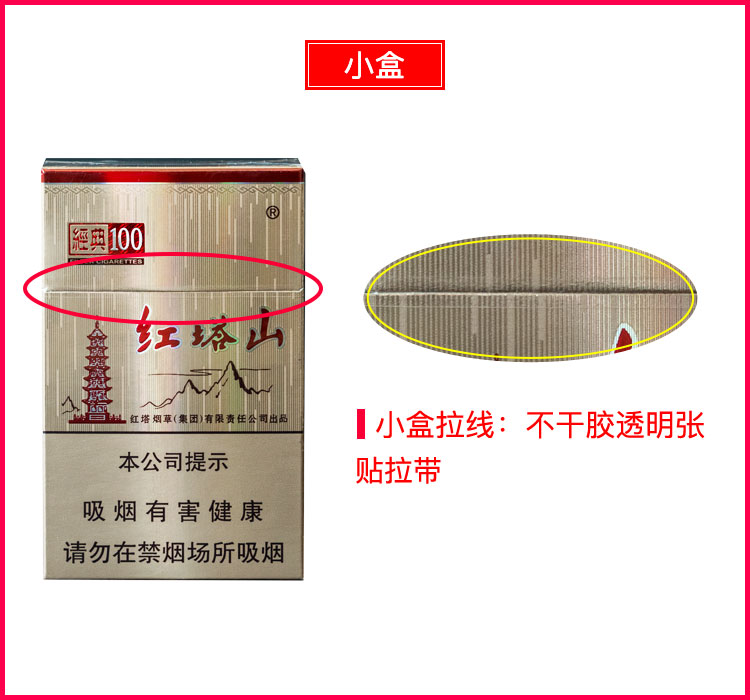 小盒
®
經典100
FILTER CIGARETTES
红塔山
红塔烟草(集团)有限责任公司出品
本公司提示
吸烟有害健康
请勿在禁烟场所吸烟
小盒拉线：不干胶透明张
贴拉带